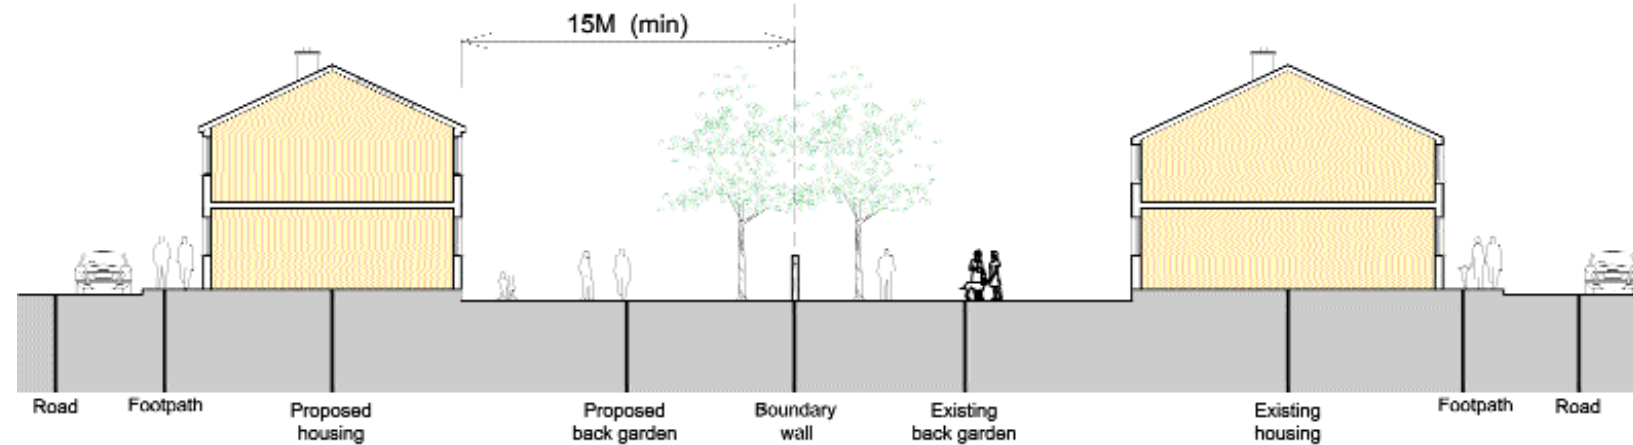 15M (min)
Road
Footpath
Proposed
housing
Proposed
back garden
Boundary
wall
Existing
back garden
Existing
housing
Footpath
Road